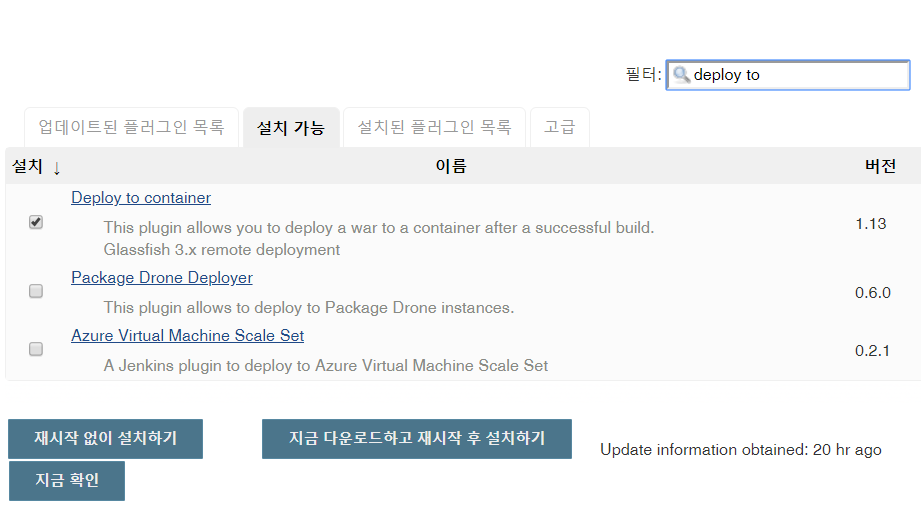 필터: deploy to
업데이트된 플러그인 목록 설치 가능 설치된 플러그인 목록 고급
설치 ↓ 이름 버전
Deploy to container
This plugin allows you to deploy a war to a container after a successful build.
1.13
Glassfish 3.x remote deployment
Package Drone Deployer
0.6.0
This plugin allows to deploy to Package Drone instances.
Azure Virtual Machine Scale Set
0.2.1
A Jenkins plugin to deploy to Azure Virtual Machine Scale Set
재시작 없이 설치하기 지금 다운로드하고 재시작 후 설치하기 Update information obtained: 20 hr ago
지금 확인